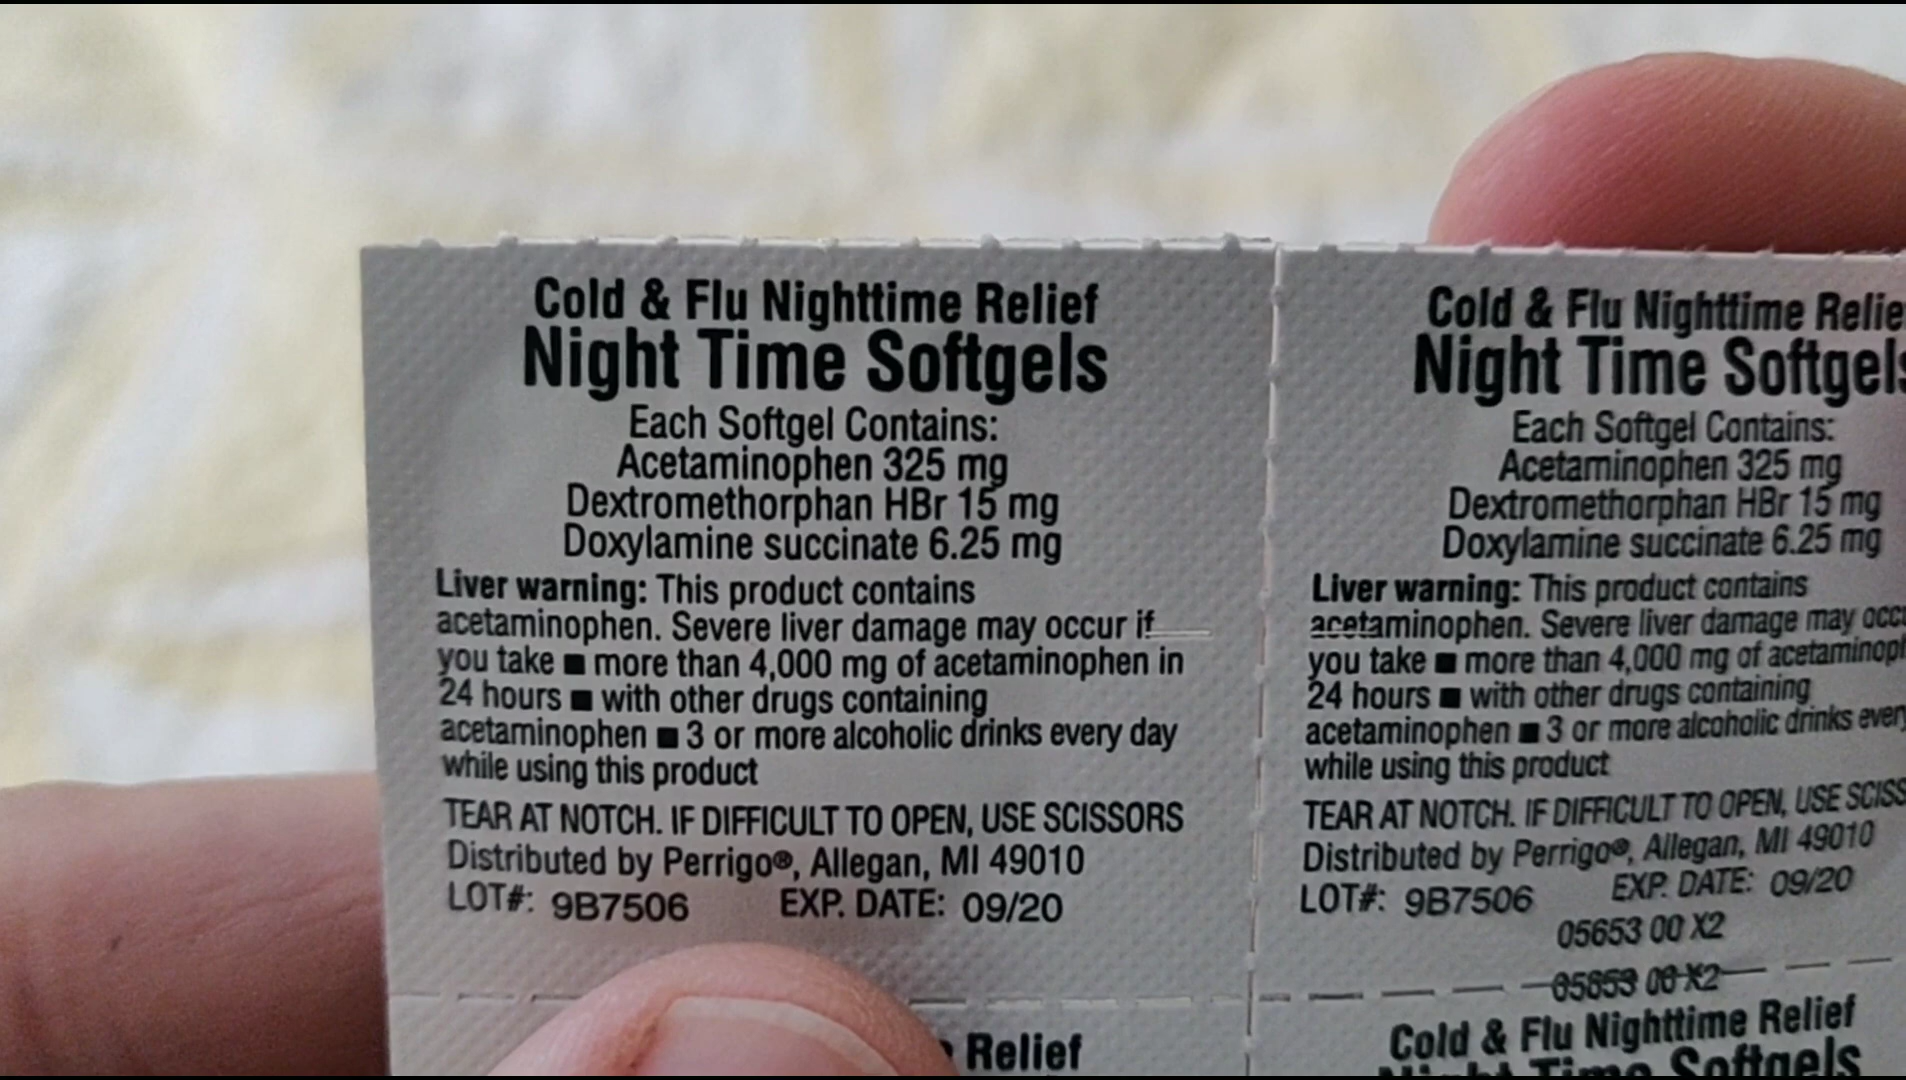 Cold & Flu Nighttime Relief
Night Time Softgels
Each Softgel Contains:
Acetaminophen 325 mg
Dextromethorphan HBr 15 mg
Doxylamine succinate 6.25 mg
Liver warning: This product contains
acetaminophen. Severe liver damage may occur if
you take ■ more than 4,000 mg of acetaminophen in
24 hours ■ with other drugs containing
acetaminophen ■ 3 or more alcoholic drinks every day
while using this product
TEAR AT NOTCH. IF DIFFICULT TO OPEN, USE SCISSORS
Distributed by Perrigo®, Allegan, MI 49010
LOT#: 9B7506 EXP. DATE: 09/20
Relief
Cold & Flu Nighttime Relie
Night Time Softgels
Each Softgel Contains:
Acetaminophen 325 mg
Dextromethorphan HBr 15 mg
Doxylamine succinate 6.25 mg
Liver warning: This product contains
acetaminophen. Severe liver damage may occu
you take ■ more than 4,000 mg of acetaminoph
24 hours ■ with other drugs containing
acetaminophen ■ 3 or more alcoholic drinks every
while using this product
TEAR AT NOTCH. IF DIFFICULT TO OPEN, USE SCISS
Distributed by Perrigo®, Allegan, MI 49010
LOT#: 9B7506 EXP. DATE: 09/20
05653 00 X2
05653 00 X2
Cold & Flu Nighttime Relief
Night Time Softgels